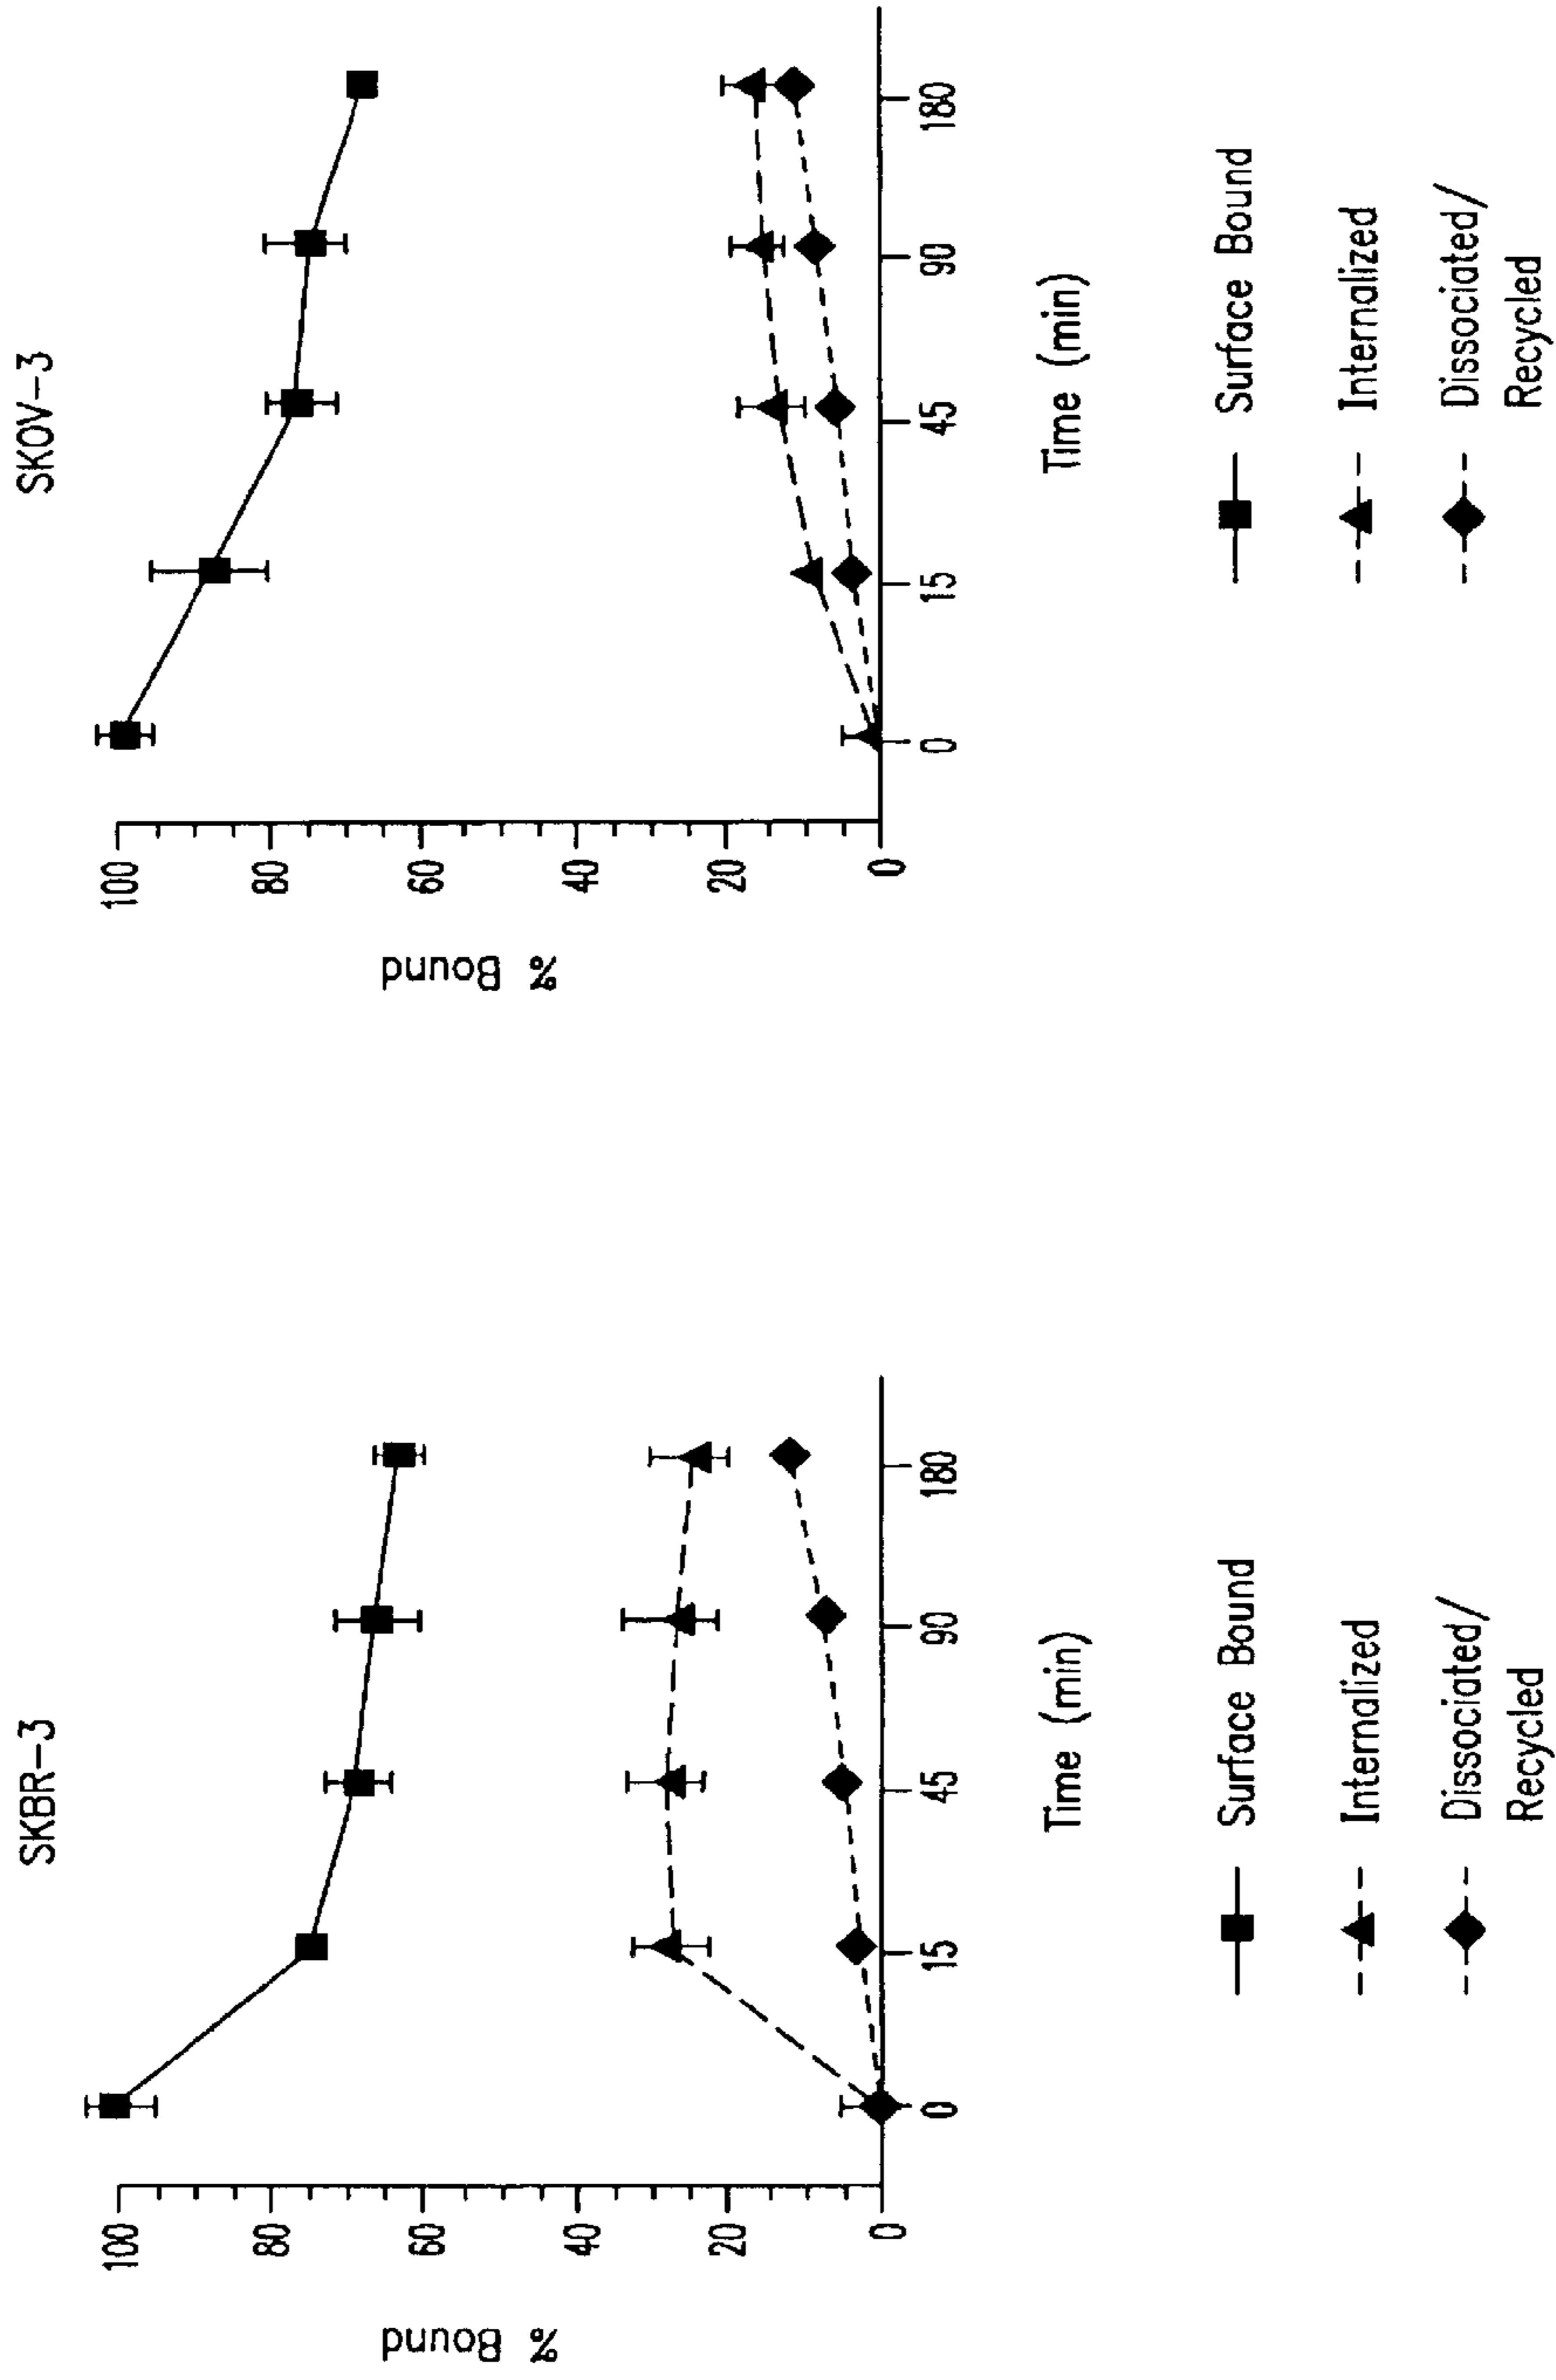 SKBR-3
% Bound
100
80
60
40
20
0
0
15
45
90
180
Time (min)
Surface Bound
Internalized
Dissociated/
Recycled
SKOV-3
% Bound
100
80
60
40
20
0
0
15
45
90
180
Time (min)
Surface Bound
Internalized
Dissociated/
Recycled